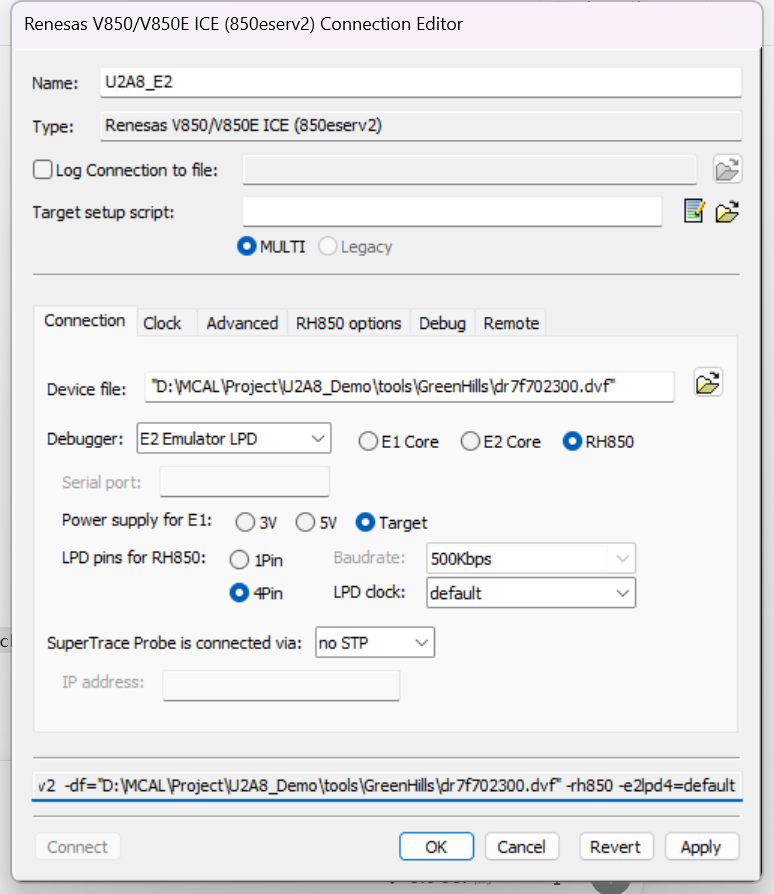 Renesas V850/V850E ICE (850eserv2) Connection Editor
Name: U2A8_E2
Type: Renesas V850/V850E ICE (850eserv2)
Log Connection to file:
Target setup script:
MULTI Legacy
Connection Clock Advanced RH850 options Debug Remote
Device file: "D:\MCAL\Project\U2A8_Demo\tools\GreenHills\dr7f702300.dvf"
Debugger: E2 Emulator LPD E1 Core E2 Core RH850
Serial port:
Power supply for E1: 3V 5V Target
LPD pins for RH850: 1Pin Baudrate: 500Kbps
4Pin LPD clock: default
SuperTrace Probe is connected via: no STP
IP address:
v2 -df="D:\MCAL\Project\U2A8_Demo\tools\GreenHills\dr7f702300.dvf" -rh850 -e2lpd4=default
Connect OK Cancel Revert Apply